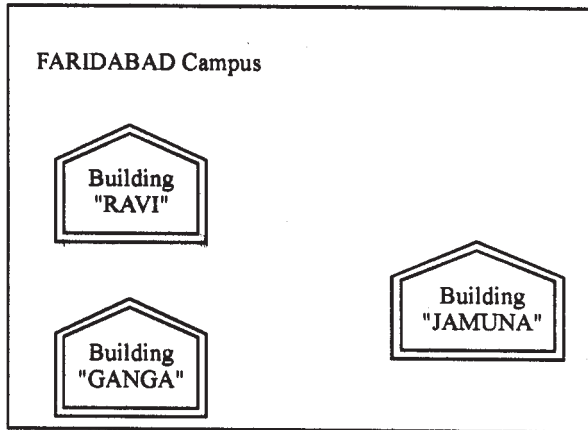 FARIDABAD Campus
Building
"RAVI"
Building
"JAMUNA"
Building
"GANGA"